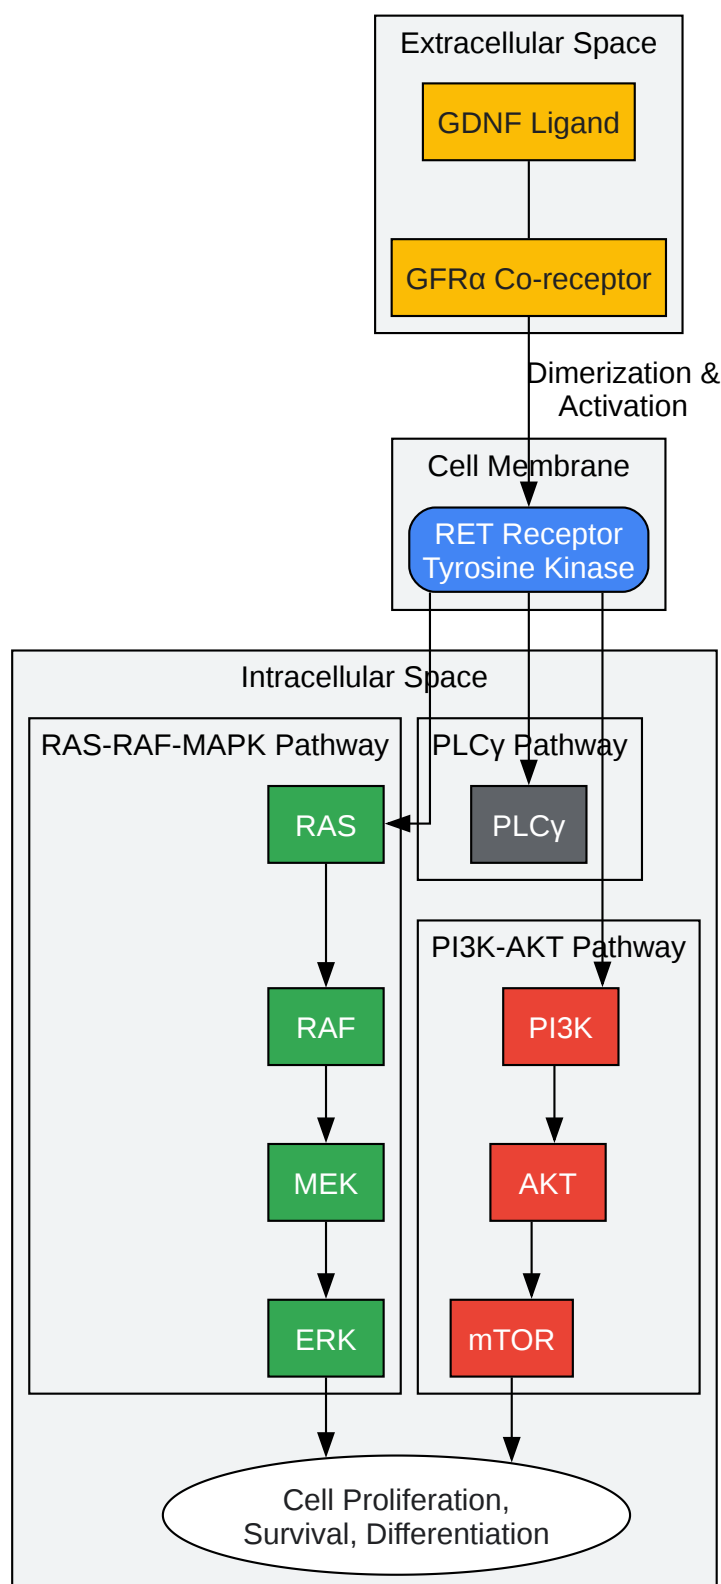 Extracellular Space
GDNF Ligand
GFRα Co-receptor
Dimerization &
Activation
Cell Membrane
RET Receptor
Tyrosine Kinase
Intracellular Space
RAS-RAF-MAPK Pathway
PLCγ Pathway
RAS
PLCγ
PI3K-AKT Pathway
RAF
PI3K
MEK
AKT
ERK
mTOR
Cell Proliferation,
Survival, Differentiation